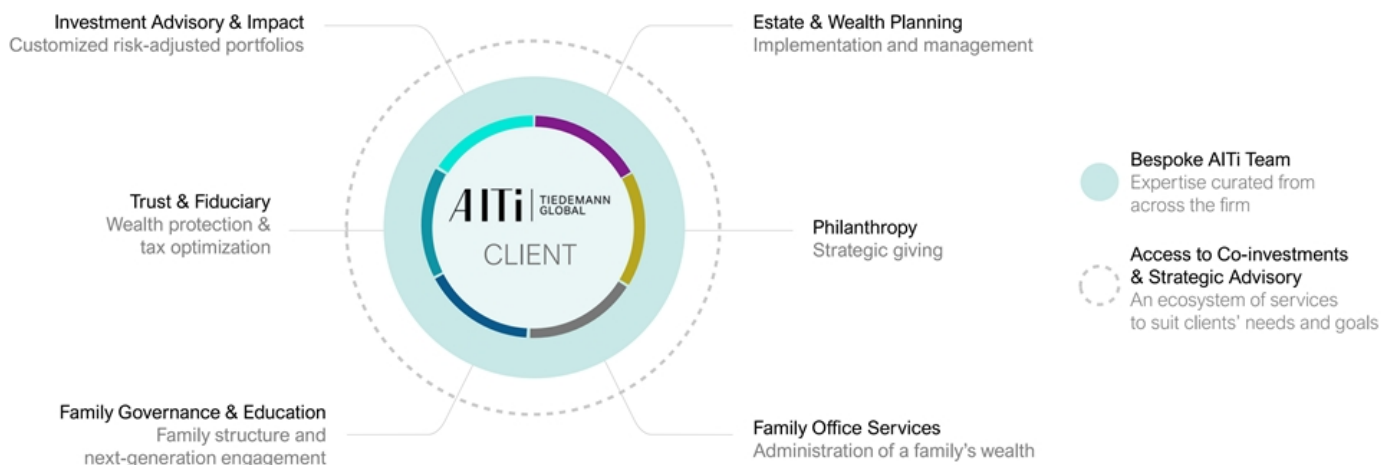 Investment Advisory & Impact
Customized risk-adjusted portfolios
Estate & Wealth Planning
Implementation and management
Trust & Fiduciary
Wealth protection &
tax optimization
AlTi TIEDEMANN
GLOBAL
CLIENT
Philanthropy
Strategic giving
Family Governance & Education
Family structure and
next-generation engagement
Family Office Services
Administration of a family's wealth
Bespoke AlTi Team
Expertise curated from
across the firm
Access to Co-investments
& Strategic Advisory
An ecosystem of services
to suit clients' needs and goals